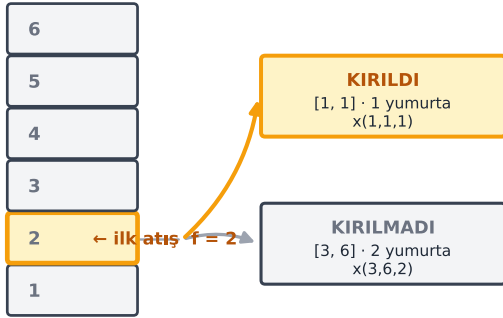 6
5
4
3
2
← ilk atış f = 2
1
KIRILDI
[1, 1] · 1 yumurta
x(1,1,1)
KIRILMADI
[3, 6] · 2 yumurta
x(3,6,2)